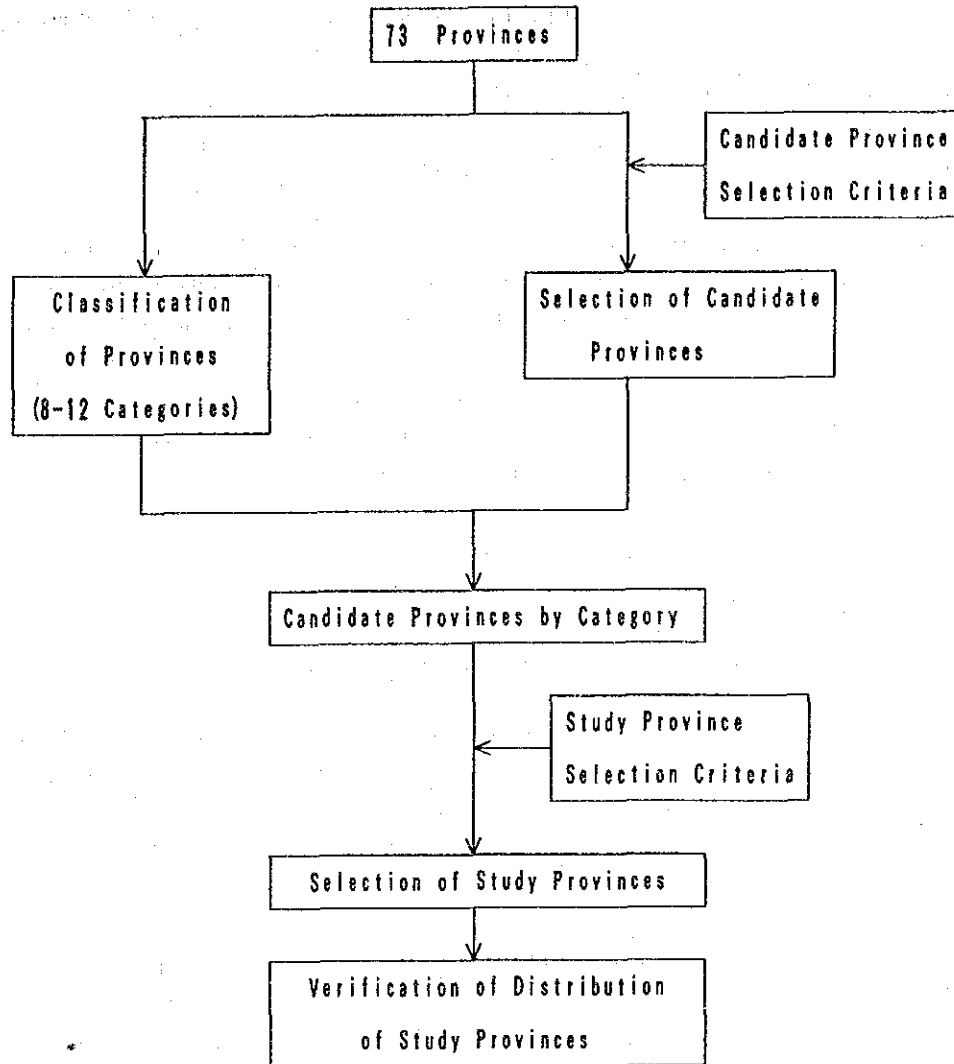 73 Provinces
Candidate Province
Selection Criteria
Classification
of Provinces
(8-12 Categories)
Selection of Candidate
Provinces
Candidate Provinces by Category
Study Province
Selection Criteria
Selection of Study Provinces
Verification of Distribution
of Study Provinces